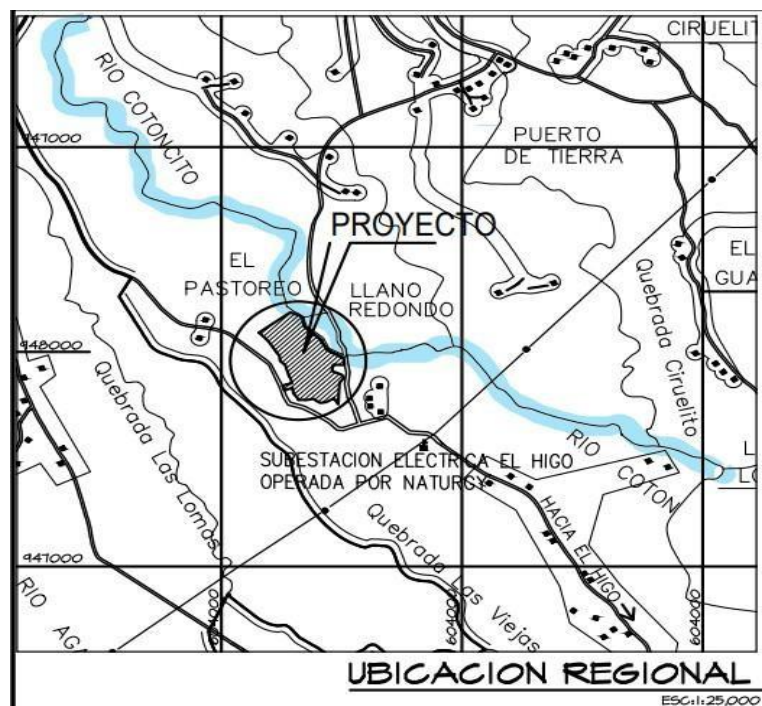 CIRUELIT
RIO COTONCITO
947000
PUERTO
DE TIERRA
PROYECTO
EL
PASTOREO
LLANO
REDONDO
EL
GUA
Quebrada Ciruelito
948000
Quebrada Las Lomas
SUBESTACION ELECTRICA EL HIGO
OPERADA POR NATURGY
RIO COTON
L
LO
HACIA EL HIGO
Quebrada Las Viejas
947000
RIO AGA
604000
604000
UBICACION REGIONAL
ESC:1:25,000